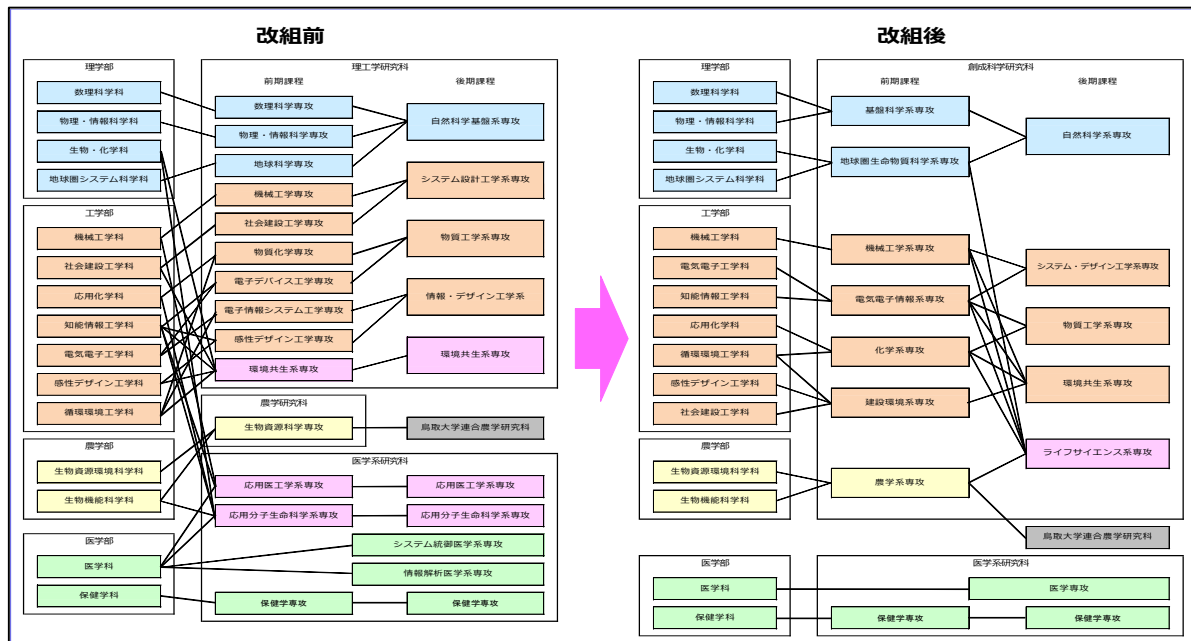 改組前
理学部
数理科学科
物理・情報科学科
生物・化学科
地球圏システム科学科
工学部
機械工学科
社会建設工学科
応用化学科
知能情報工学科
電気電子工学科
感性デザイン工学科
循環環境工学科
農学部
生物資源環境科学科
生物機能科学科
医学部
医学科
保健学科
理工学研究科
前期課程
後期課程
数理科学専攻
物理・情報科学専攻
地球科学専攻
機械工学専攻
社会建設工学専攻
物質化学専攻
電子デバイス工学専攻
電子情報システム工学専攻
感性デザイン工学専攻
環境共生系専攻
自然科学基盤系専攻
システム設計工学系専攻
物質工学系専攻
情報・デザイン工学系
環境共生系専攻
農学研究科
生物資源科学専攻
鳥取大学連合農学研究科
医学系研究科
応用医工学系専攻
応用医工学系専攻
応用分子生命科学系専攻
応用分子生命科学系専攻
システム統御医学系専攻
情報解析医学系専攻
保健学専攻
保健学専攻
改組後
理学部
数理科学科
物理・情報科学科
生物・化学科
地球圏システム科学科
工学部
機械工学科
電気電子工学科
知能情報工学科
応用化学科
循環環境工学科
感性デザイン工学科
社会建設工学科
農学部
生物資源環境科学科
生物機能科学科
医学部
医学科
保健学科
創成科学研究科
前期課程
後期課程
基盤科学系専攻
地球圏生命物質科学系専攻
機械工学系専攻
電気電子情報系専攻
化学系専攻
建設環境系専攻
農学系専攻
自然科学系専攻
システム・デザイン工学系専攻
物質工学系専攻
環境共生系専攻
ライフサイエンス系専攻
鳥取大学連合農学研究科
医学系研究科
医学専攻
保健学専攻
保健学専攻